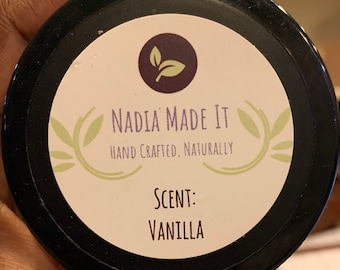 Nadia Made It
Hand Crafted, Naturally
Scent:
Vanilla